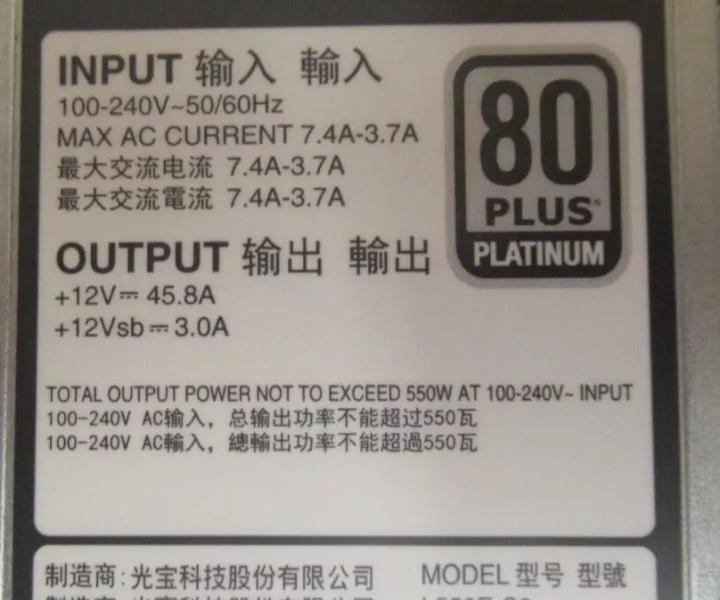 INPUT 输入 輸入
100-240V~50/60Hz
MAX AC CURRENT 7.4A-3.7A
最大交流电流 7.4A-3.7A
最大交流電流 7.4A-3.7A
80
PLUS®
PLATINUM
OUTPUT 输出 輸出
+12V⎓ 45.8A
+12Vsb⎓3.0A
TOTAL OUTPUT POWER NOT TO EXCEED 550W AT 100-240V~ INPUT
100-240V AC输入，总输出功率不能超过550瓦
100-240V AC輸入，總輸出功率不能超過550瓦
制造商:光宝科技股份有限公司
MODEL 型号 型號